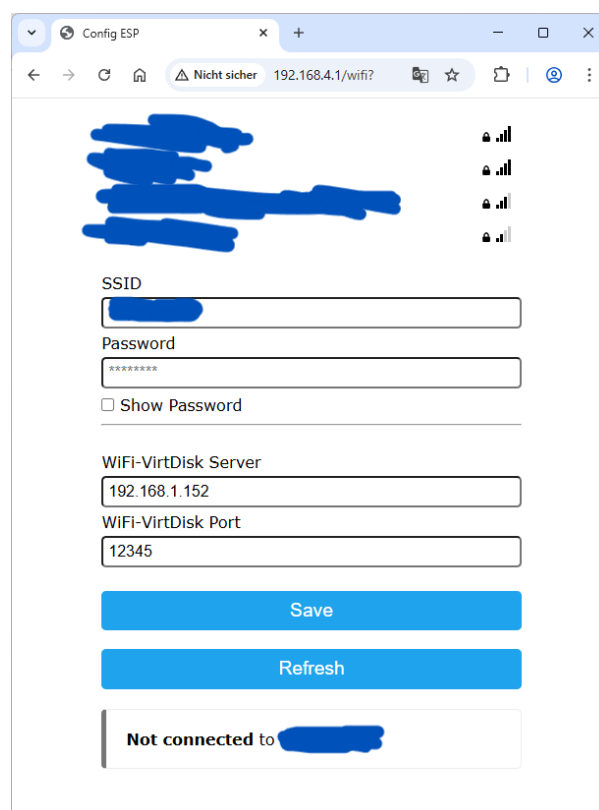 Config ESP
Nicht sicher 192.168.4.1/wifi?
SSID
Password
********
Show Password
WiFi-VirtDisk Server
192.168.1.152
WiFi-VirtDisk Port
12345
Save
Refresh
Not connected to